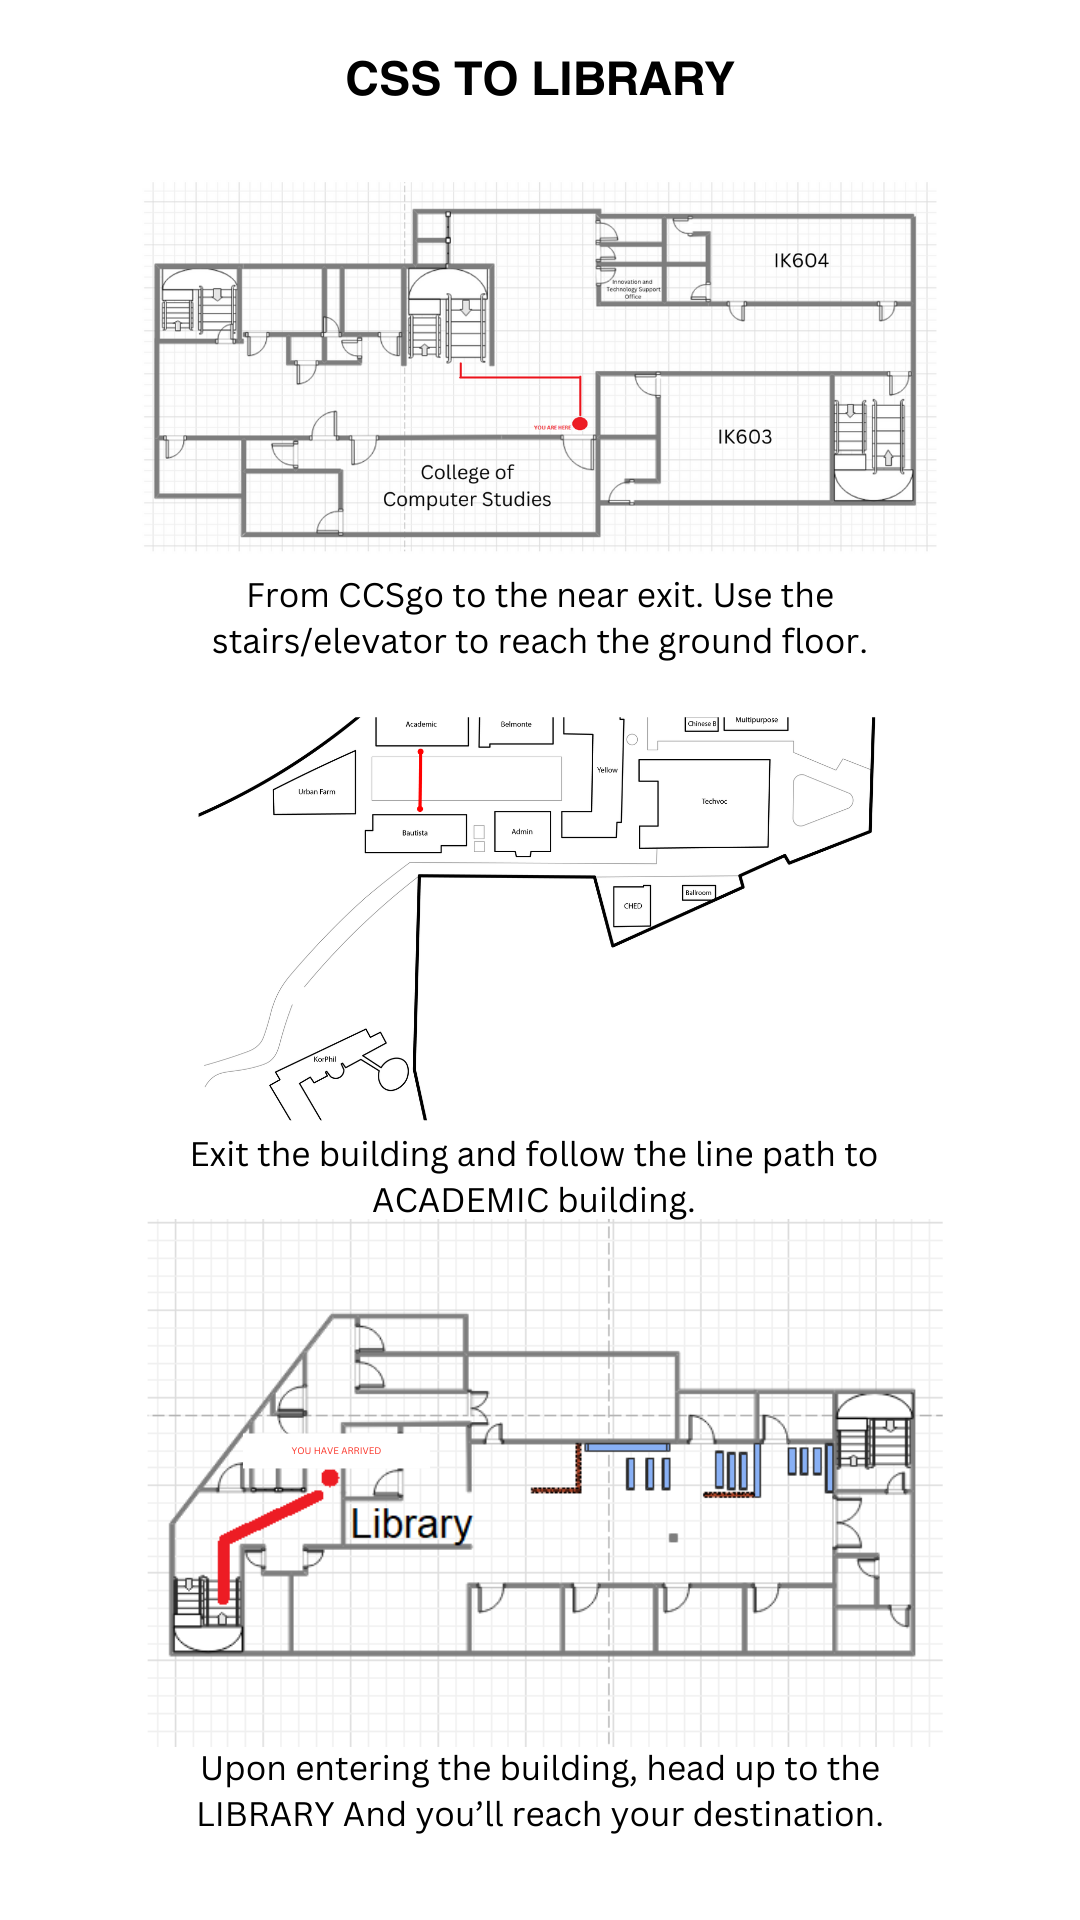 CSS TO LIBRARY
IK604
Innovation and
Technology Support
Office
YOU ARE HERE
IK603
College of
Computer Studies
From CCSgo to the near exit. Use the
stairs/elevator to reach the ground floor.
Academic
Belmonte
Chinese B
Multipurpose
Urban Farm
Yellow
Techvoc
Bautista
Admin
CHED
Ballroom
KorPhil
Exit the building and follow the line path to
ACADEMIC building.
YOU HAVE ARRIVED
Library
Upon entering the building, head up to the
LIBRARY And you’ll reach your destination.